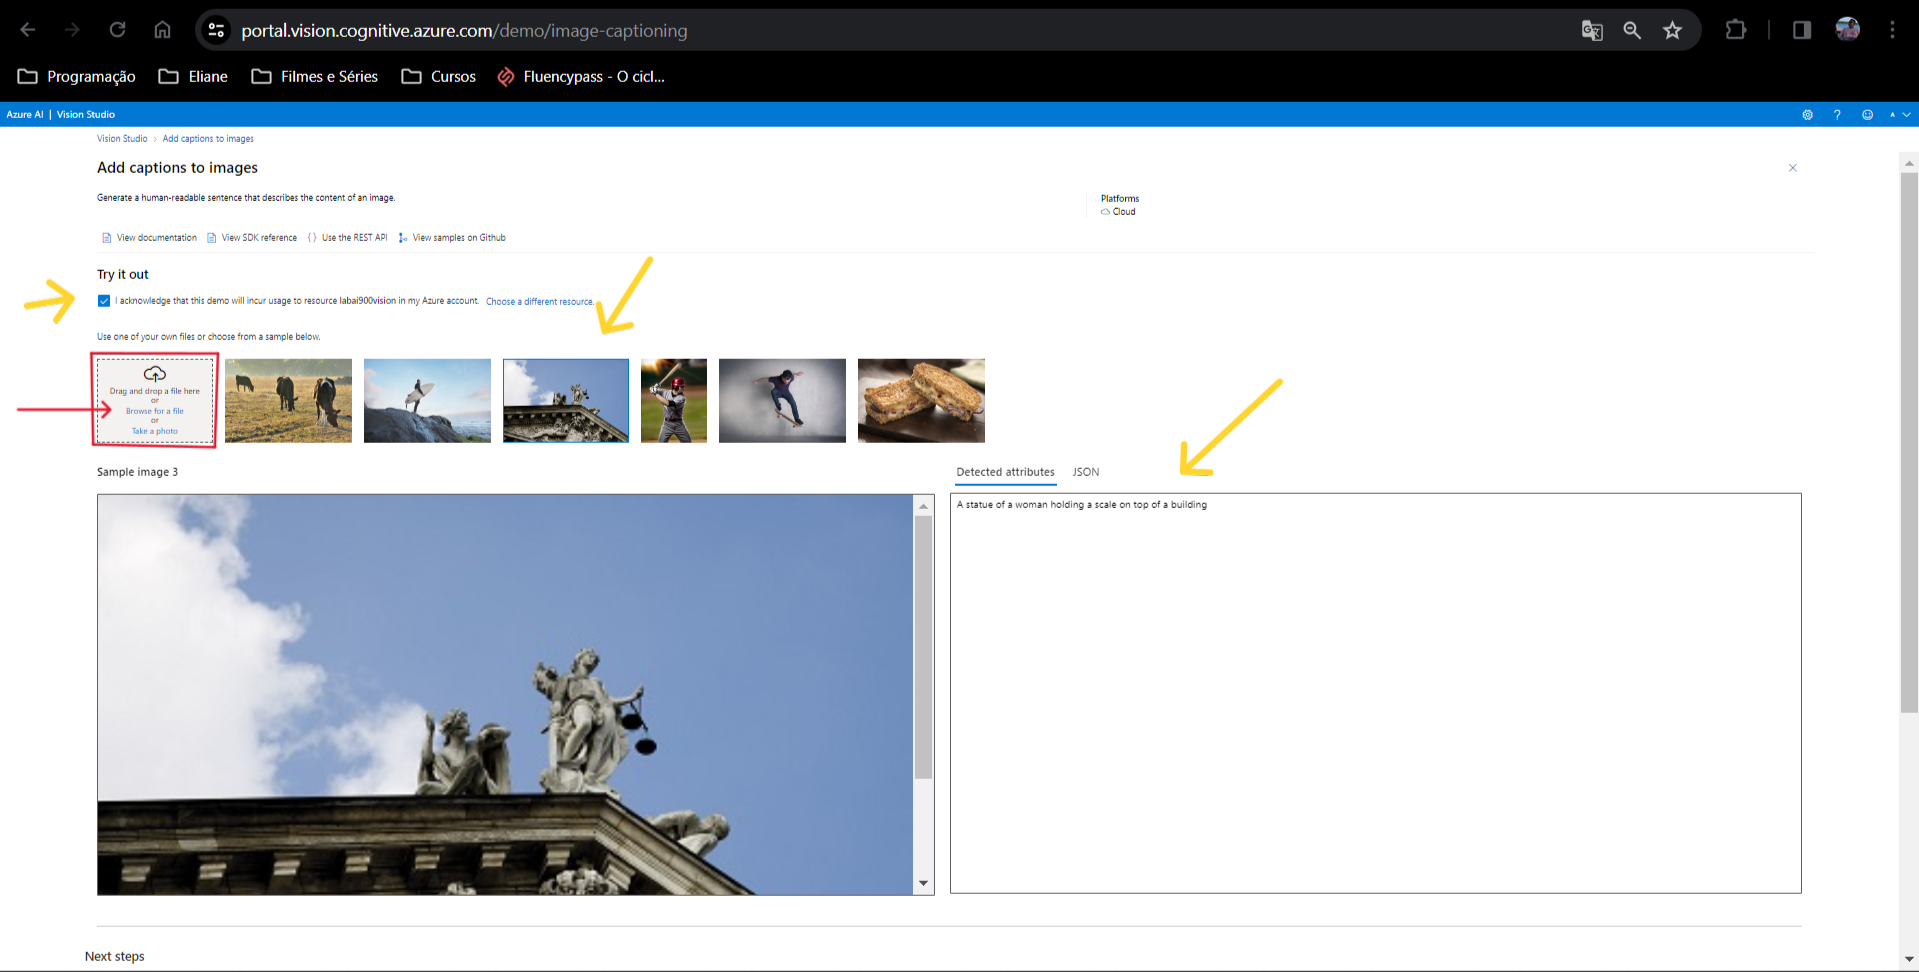 portal.vision.cognitive.azure.com/demo/image-captioning
Programação Eliane Filmes e Séries Cursos Fluencypass - O cicl...
Azure AI | Vision Studio
Vision Studio > Add captions to images
Add captions to images
Generate a human-readable sentence that describes the content of an image.
Platforms
Cloud
View documentation View SDK reference {} Use the REST API View samples on Github
Try it out
I acknowledge that this demo will incur usage to resource labai900vision in my Azure account. Choose a different resource.
Use one of your own files or choose from a sample below.
Drag and drop a file here
or
Browse for a file
or
Take a photo
Sample image 3
Detected attributes JSON
A statue of a woman holding a scale on top of a building
Next steps